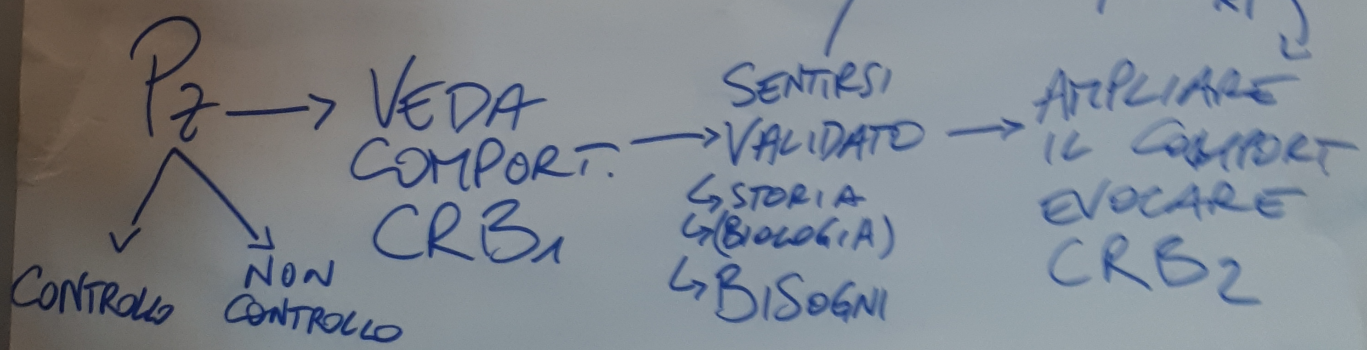 Pz → VEDA
COMPORT.
CRB1
CONTROLLO
NON
CONTROLLO
→ SENTIRSI
VALIDATO
↳ STORIA
↳ (BIOLOGIA)
↳ BISOGNI
→ AMPLIARE
IL COMPORT
EVOCARE
CRB2